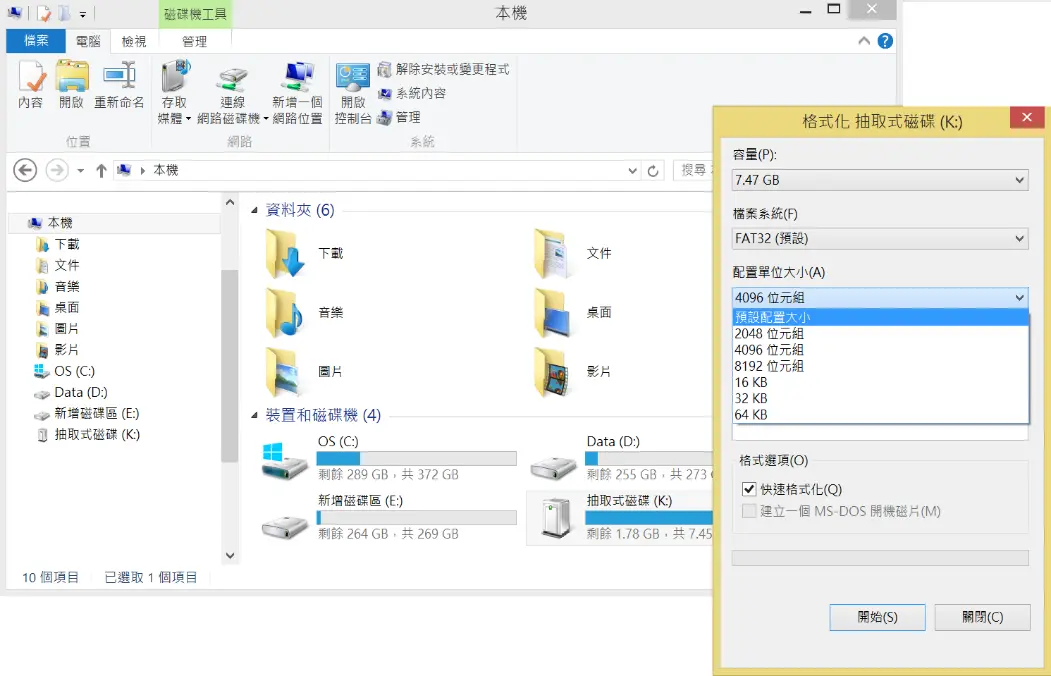 磁碟機工具
本機
檔案
電腦
檢視
管理
內容
開啟
重新命名
存取
媒體
連線
網路磁碟機
新增一個
網路位置
開啟
控制台
解除安裝或變更程式
系統內容
管理
位置
網路
系統
本機
搜尋
本機
下載
文件
音樂
桌面
圖片
影片
OS (C:)
Data (D:)
新增磁碟區 (E:)
抽取式磁碟 (K:)
資料夾 (6)
下載
文件
音樂
桌面
圖片
影片
裝置和磁碟機 (4)
OS (C:)
剩餘 289 GB，共 372 GB
Data (D:)
剩餘 255 GB，共 273
新增磁碟區 (E:)
剩餘 264 GB，共 269 GB
抽取式磁碟 (K:)
剩餘 1.78 GB，共 7.45
10 個項目
已選取 1 個項目
格式化 抽取式磁碟 (K:)
容量(P):
7.47 GB
檔案系統(F)
FAT32 (預設)
配置單位大小(A)
4096 位元組
預設配置大小
2048 位元組
4096 位元組
8192 位元組
16 KB
32 KB
64 KB
格式選項(O)
快速格式化(Q)
建立一個 MS-DOS 開機磁片(M)
開始(S)
關閉(C)